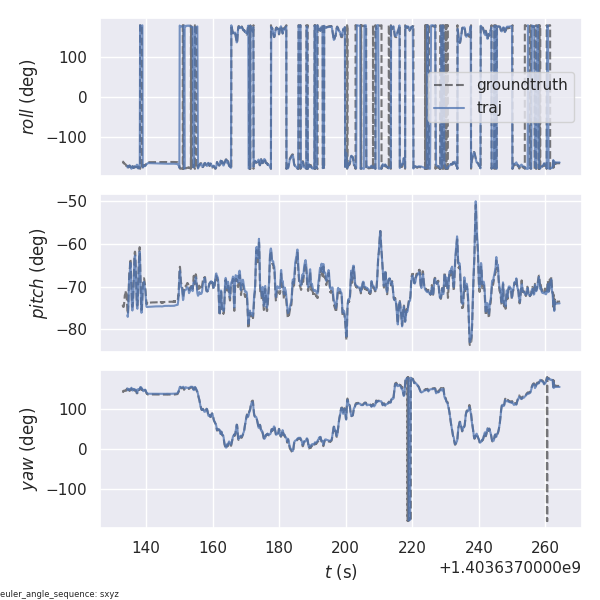 100
0
−100
roll (deg)
groundtruth
traj
−50
−60
−70
−80
pitch (deg)
100
0
−100
yaw (deg)
140 160 180 200 220 240 260
t (s)
+1.4036370000e9
euler_angle_sequence: sxyz